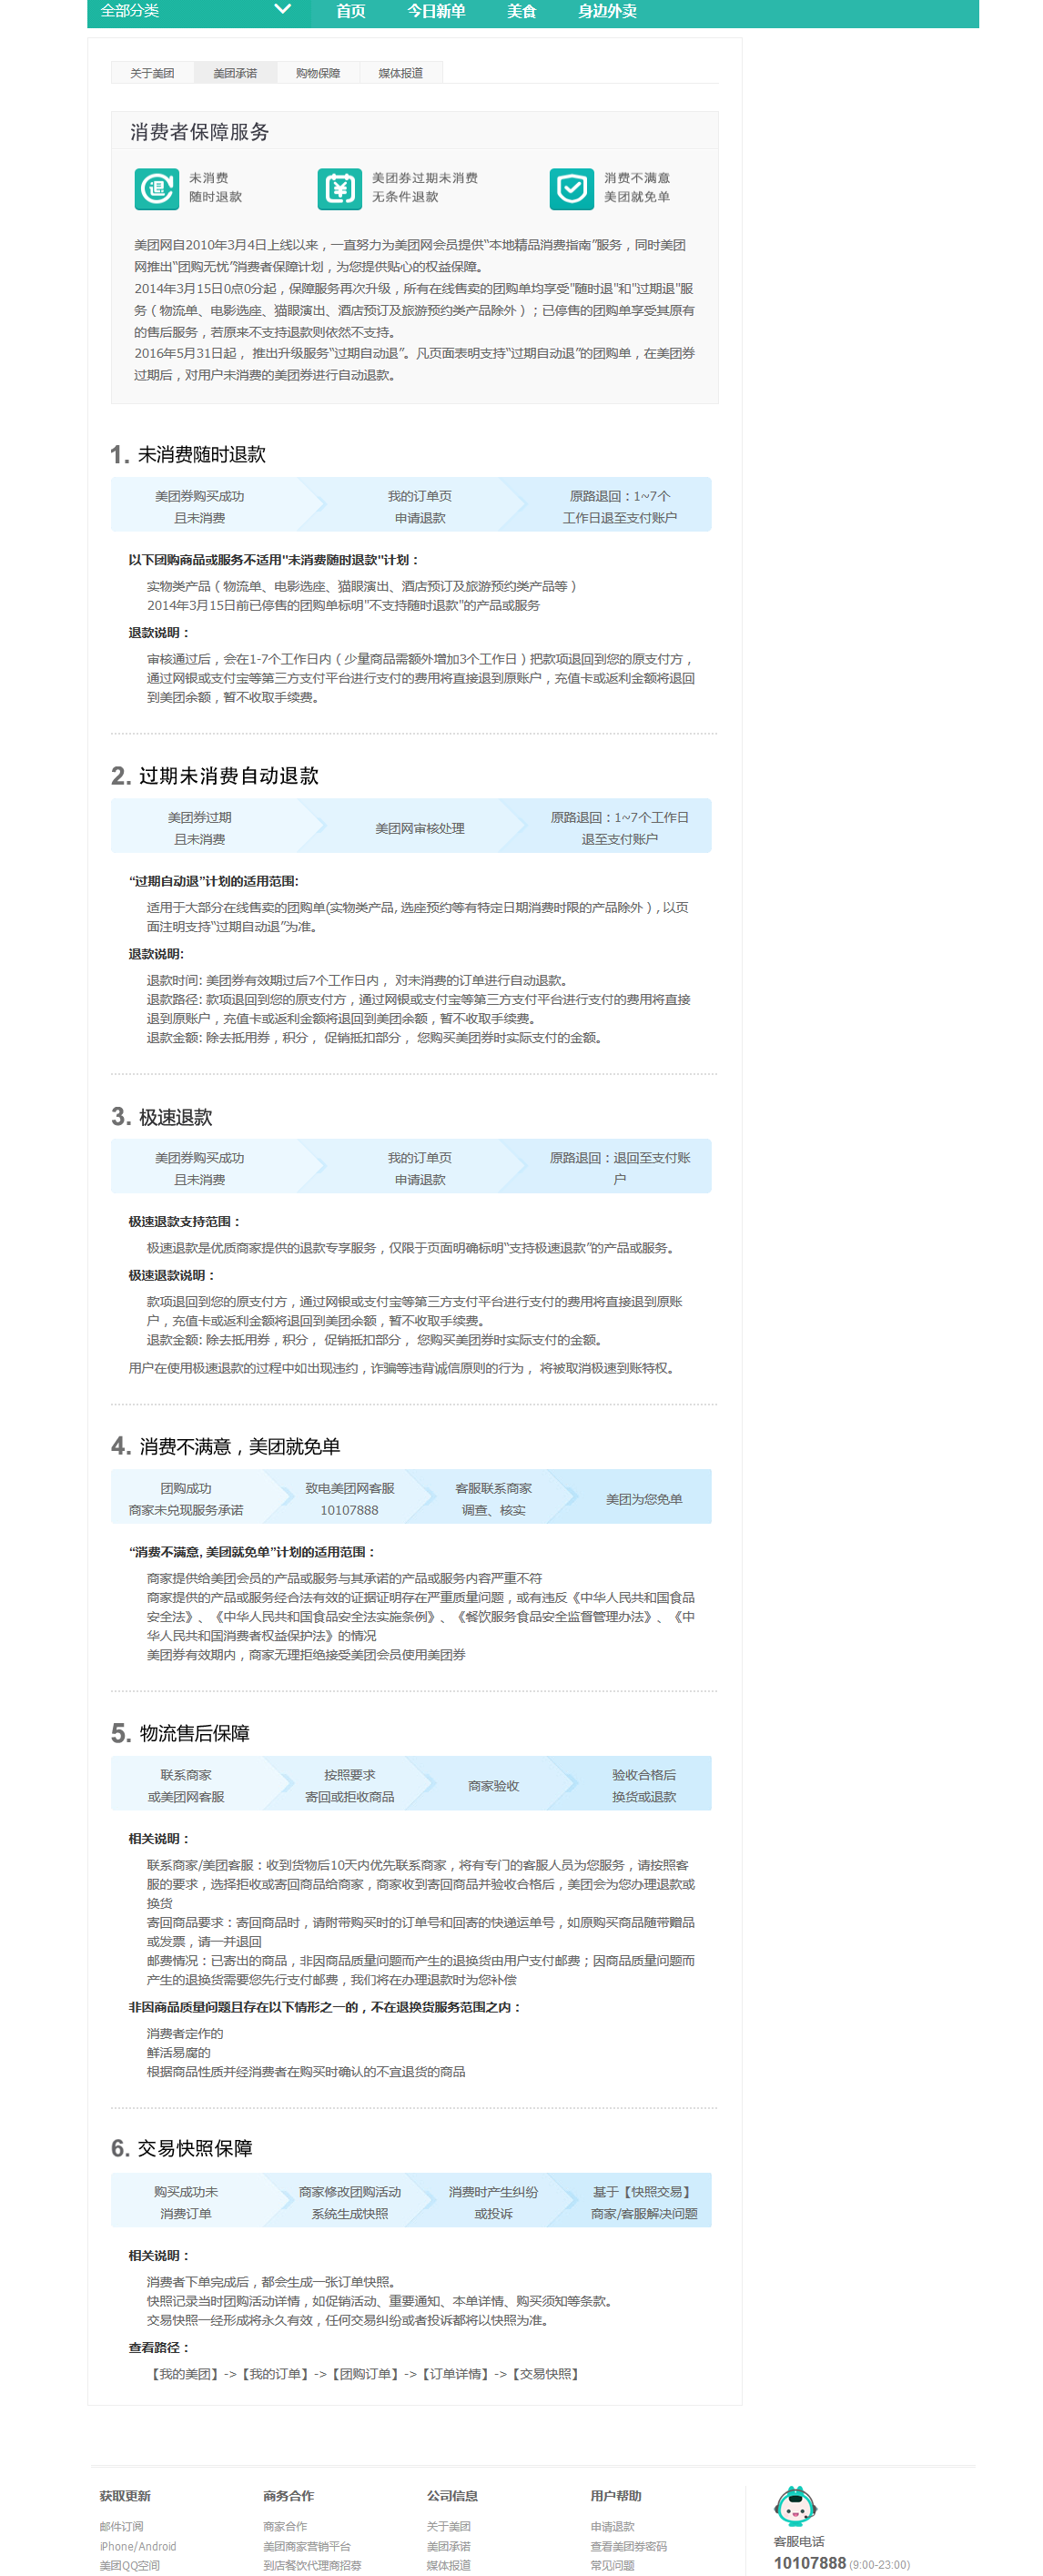 全部分类
首页 今日新单 美食 身边外卖
关于美团 美团承诺 购物保障 媒体报道
消费者保障服务
未消费
随时退款
美团券过期未消费
无条件退款
消费不满意
美团就免单
美团网自2010年3月4日上线以来，一直努力为美团网会员提供“本地精品消费指南”服务，同时美团
网推出“团购无忧”消费者保障计划，为您提供贴心的权益保障。
2014年3月15日0点0分起，保障服务再次升级，所有在线售卖的团购单均享受"随时退"和"过期退"服
务（物流单、电影选座、猫眼演出、酒店预订及旅游预约类产品除外）；已停售的团购单享受其原有
的售后服务，若原来不支持退款则依然不支持。
2016年5月31日起， 推出升级服务“过期自动退”。凡页面表明支持“过期自动退”的团购单，在美团券
过期后，对用户未消费的美团券进行自动退款。
1. 未消费随时退款
美团券购买成功
且未消费
我的订单页
申请退款
原路退回：1~7个
工作日退至支付账户
以下团购商品或服务不适用"未消费随时退款"计划：
实物类产品（物流单、电影选座、猫眼演出、酒店预订及旅游预约类产品等）
2014年3月15日前已停售的团购单标明"不支持随时退款"的产品或服务
退款说明：
审核通过后，会在1-7个工作日内（少量商品需额外增加3个工作日）把款项退回到您的原支付方，
通过网银或支付宝等第三方支付平台进行支付的费用将直接退到原账户，充值卡或返利金额将退回
到美团余额，暂不收取手续费。
2. 过期未消费自动退款
美团券过期
且未消费
美团网审核处理
原路退回：1~7个工作日
退至支付账户
“过期自动退”计划的适用范围:
适用于大部分在线售卖的团购单(实物类产品, 选座预约等有特定日期消费时限的产品除外）, 以页
面注明支持“过期自动退”为准。
退款说明:
退款时间: 美团券有效期过后7个工作日内， 对未消费的订单进行自动退款。
退款路径: 款项退回到您的原支付方，通过网银或支付宝等第三方支付平台进行支付的费用将直接
退到原账户，充值卡或返利金额将退回到美团余额，暂不收取手续费。
退款金额: 除去抵用券，积分， 促销抵扣部分， 您购买美团券时实际支付的金额。
3. 极速退款
美团券购买成功
且未消费
我的订单页
申请退款
原路退回：退回至支付账
户
极速退款支持范围：
极速退款是优质商家提供的退款专享服务，仅限于页面明确标明“支持极速退款”的产品或服务。
极速退款说明：
款项退回到您的原支付方，通过网银或支付宝等第三方支付平台进行支付的费用将直接退到原账
户，充值卡或返利金额将退回到美团余额，暂不收取手续费。
退款金额: 除去抵用券，积分， 促销抵扣部分， 您购买美团券时实际支付的金额。
用户在使用极速退款的过程中如出现违约，诈骗等违背诚信原则的行为， 将被取消极速到账特权。
4. 消费不满意，美团就免单
团购成功
商家未兑现服务承诺
致电美团网客服
10107888
客服联系商家
调查、核实
美团为您免单
“消费不满意, 美团就免单”计划的适用范围：
商家提供给美团会员的产品或服务与其承诺的产品或服务内容严重不符
商家提供的产品或服务经合法有效的证据证明存在严重质量问题，或有违反《中华人民共和国食品
安全法》、《中华人民共和国食品安全法实施条例》、《餐饮服务食品安全监督管理办法》、《中
华人民共和国消费者权益保护法》的情况
美团券有效期内，商家无理拒绝接受美团会员使用美团券
5. 物流售后保障
联系商家
或美团网客服
按照要求
寄回或拒收商品
商家验收
验收合格后
换货或退款
相关说明：
联系商家/美团客服：收到货物后10天内优先联系商家，将有专门的客服人员为您服务，请按照客
服的要求，选择拒收或寄回商品给商家，商家收到寄回商品并验收合格后，美团会为您办理退款或
换货
寄回商品要求：寄回商品时，请附带购买时的订单号和回寄的快递运单号，如原购买商品随带赠品
或发票，请一并退回
邮费情况：已寄出的商品，非因商品质量问题而产生的退换货由用户支付邮费；因商品质量问题而
产生的退换货需要您先行支付邮费，我们将在办理退款时为您补偿
非因商品质量问题且存在以下情形之一的，不在退换货服务范围之内：
消费者定作的
鲜活易腐的
根据商品性质并经消费者在购买时确认的不宜退货的商品
6. 交易快照保障
购买成功未
消费订单
商家修改团购活动
系统生成快照
消费时产生纠纷
或投诉
基于【快照交易】
商家/客服解决问题
相关说明：
消费者下单完成后，都会生成一张订单快照。
快照记录当时团购活动详情，如促销活动、重要通知、本单详情、购买须知等条款。
交易快照一经形成将永久有效，任何交易纠纷或者投诉都将以快照为准。
查看路径：
【我的美团】->【我的订单】->【团购订单】->【订单详情】->【交易快照】
获取更新 商务合作 公司信息 用户帮助
邮件订阅 商家合作 关于美团 申请退款
iPhone/Android 美团商家营销平台 美团承诺 查看美团券密码
美团QQ空间 到店餐饮代理商招募 媒体报道 常见问题
客服电话
10107888 (9:00-23:00)